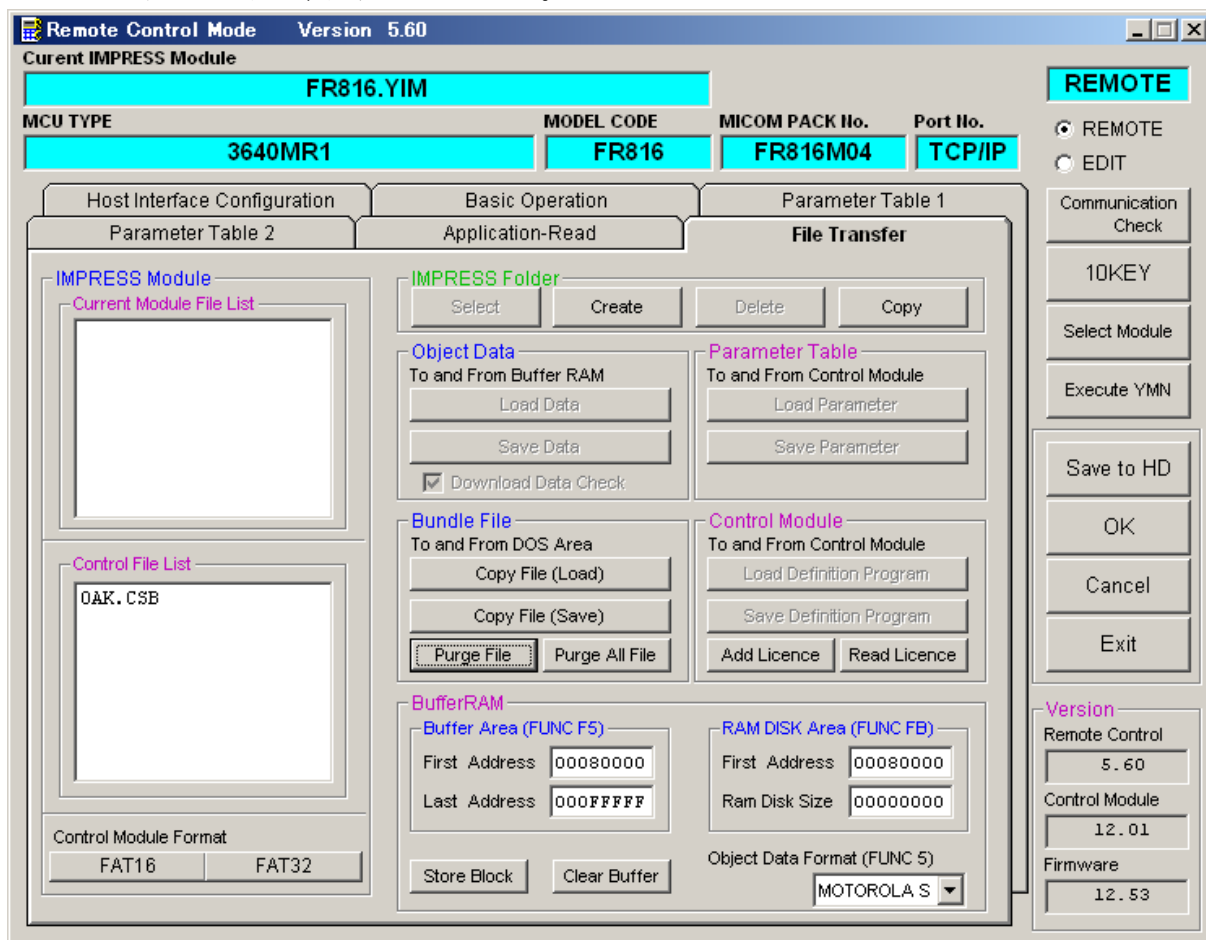 Remote Control Mode Version 5.60
Curent IMPRESS Module
FR816.YIM
REMOTE
MCU TYPE
MODEL CODE
MICOM PACK No.
Port No.
3640MR1
FR816
FR816M04
TCP/IP
REMOTE
EDIT
Host Interface Configuration
Basic Operation
Parameter Table 1
Parameter Table 2
Application-Read
File Transfer
Communication
Check
10KEY
Select Module
Execute YMN
Save to HD
OK
Cancel
Exit
IMPRESS Module
Current Module File List
Control File List
OAK.CSB
Control Module Format
FAT16
FAT32
IMPRESS Folder
Select
Create
Delete
Copy
Object Data
To and From Buffer RAM
Load Data
Save Data
Download Data Check
Parameter Table
To and From Control Module
Load Parameter
Save Parameter
Bundle File
To and From DOS Area
Copy File (Load)
Copy File (Save)
Purge File
Purge All File
Control Module
To and From Control Module
Load Definition Program
Save Definition Program
Add Licence
Read Licence
BufferRAM
Buffer Area (FUNC F5)
First Address 00080000
Last Address 000FFFFF
RAM DISK Area (FUNC FB)
First Address 00080000
Ram Disk Size 00000000
Store Block
Clear Buffer
Object Data Format (FUNC 5)
MOTOROLA S
Version
Remote Control
5.60
Control Module
12.01
Firmware
12.53